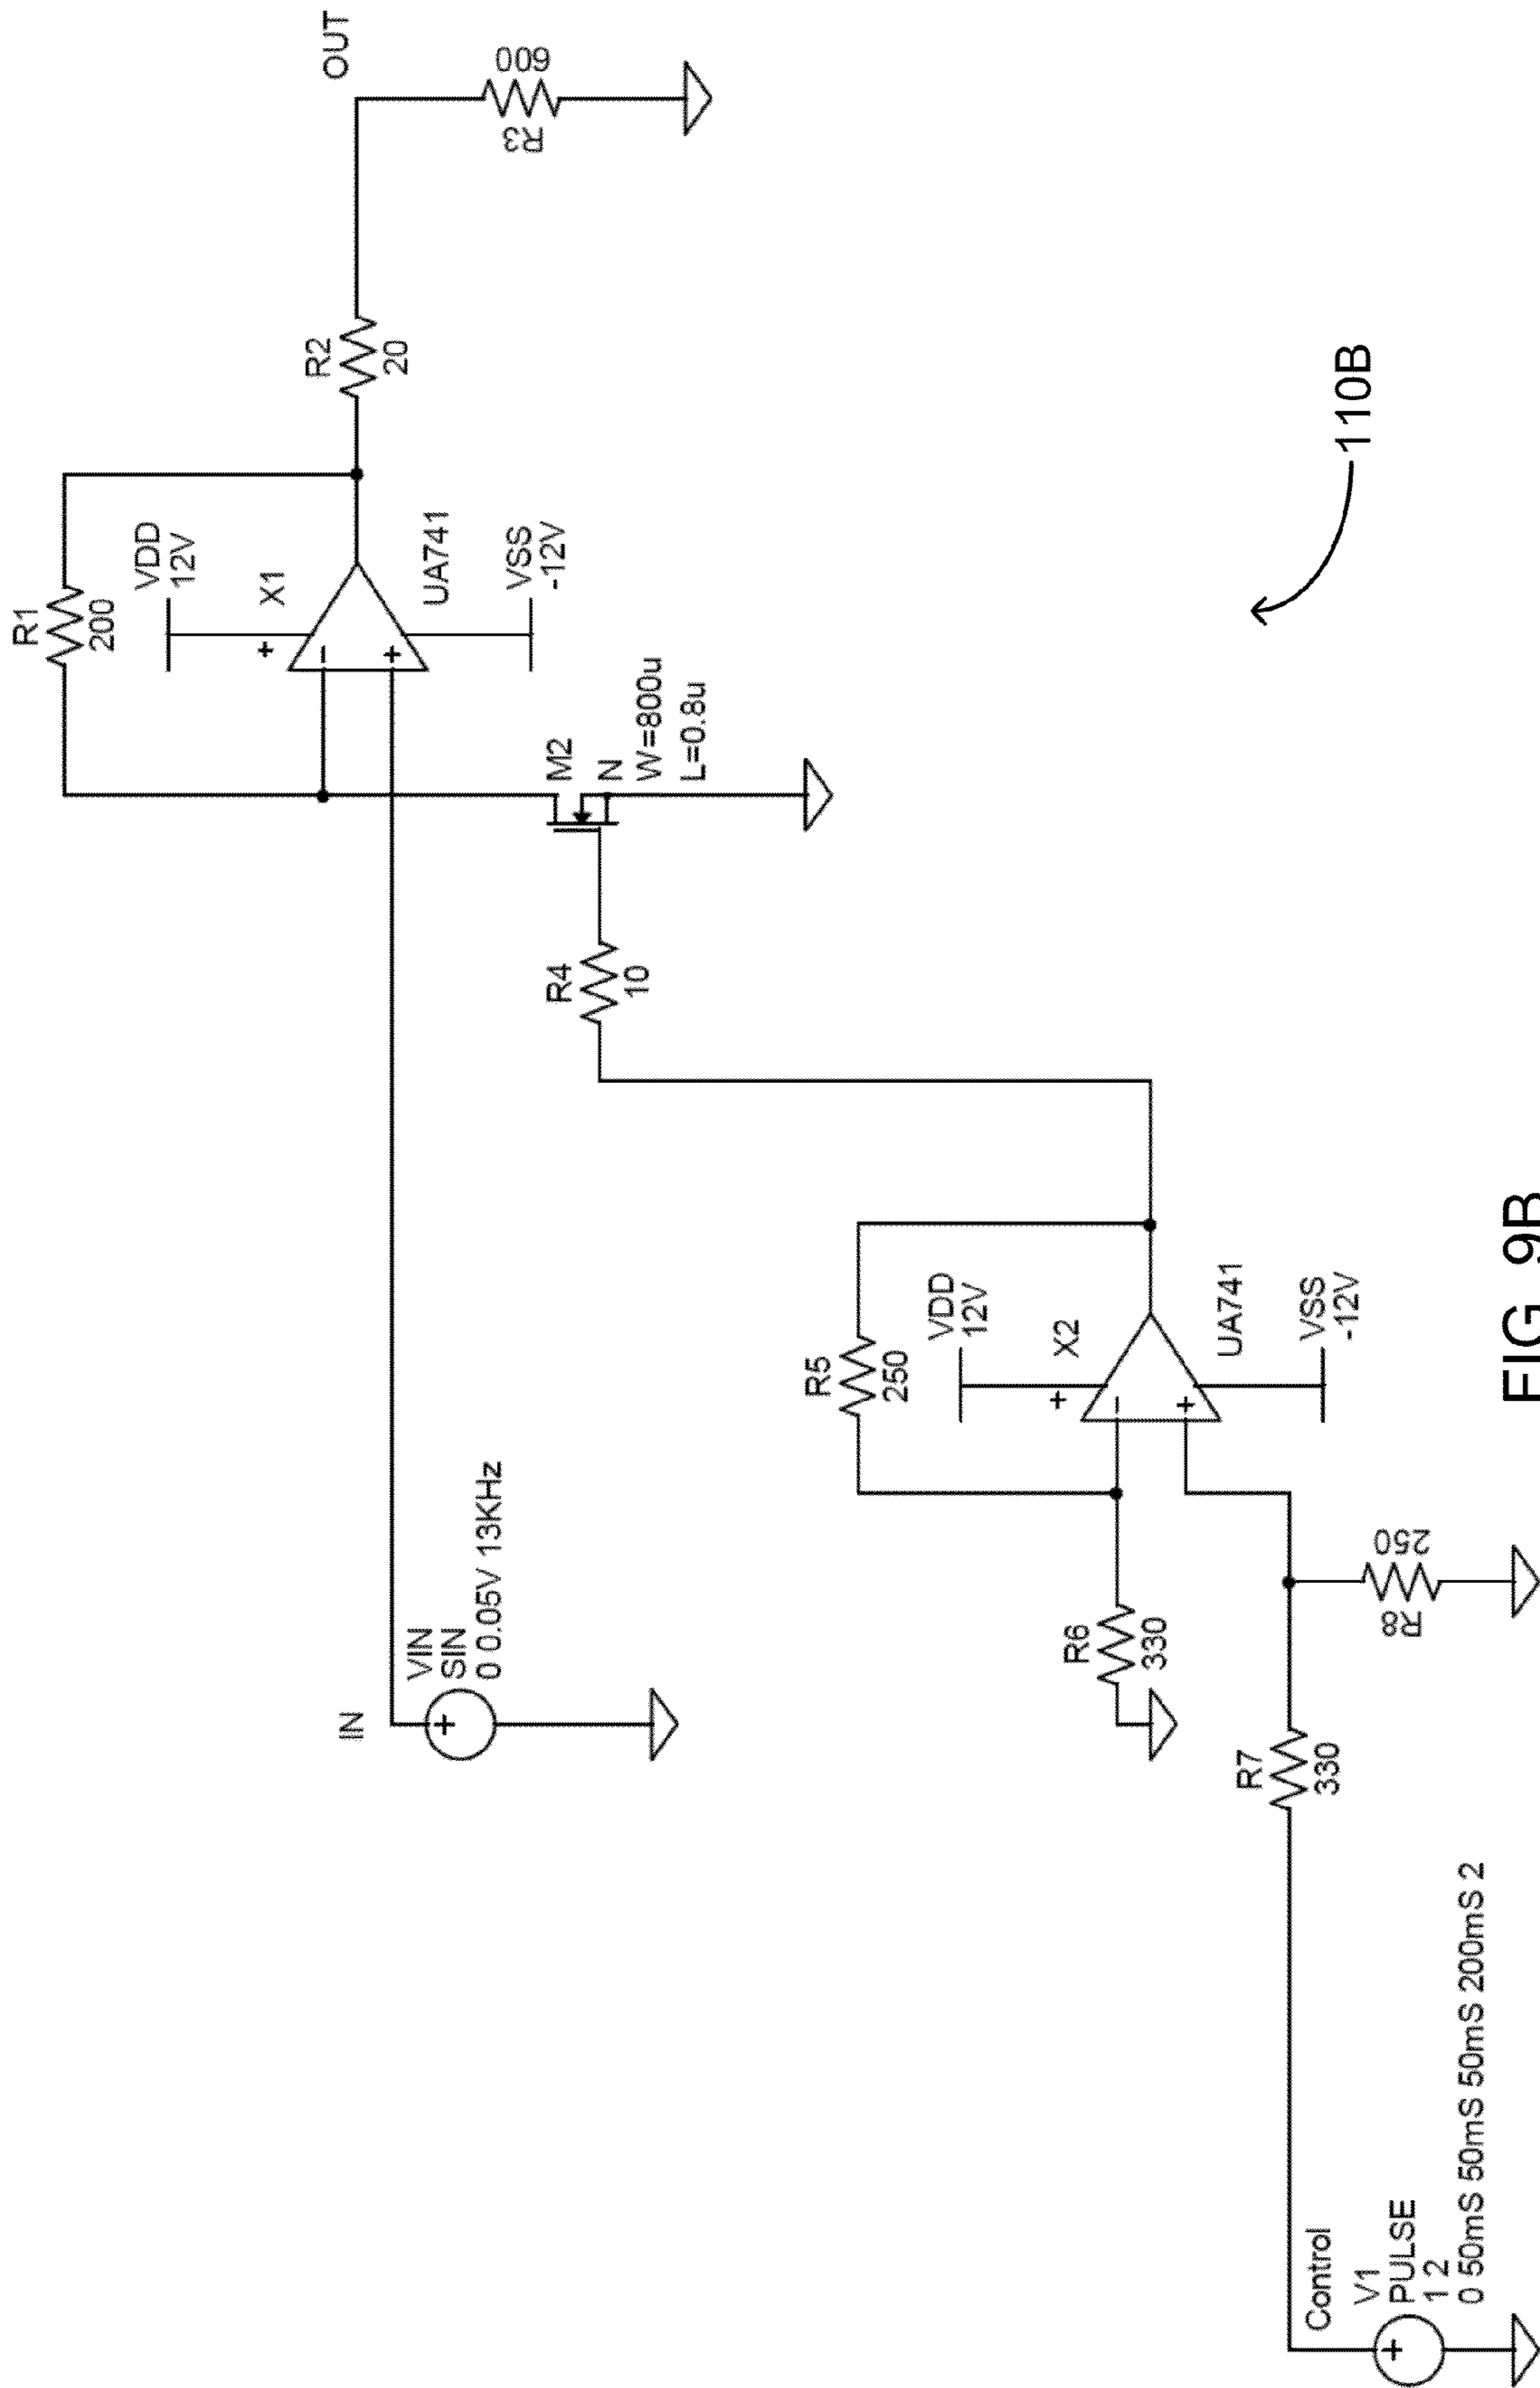 OUT
R1
200
VDD
12V
X1
+
−
+
UA741
VSS
-12V
R2
20
R3
600
M2
N
W=800u
L=0.8u
R4
10
IN
+
VIN
SIN
0 0.05V 13KHz
R5
250
VDD
12V
X2
+
−
+
UA741
VSS
-12V
R6
330
R7
330
R8
250
Control
+
V1
PULSE
1 2
0 50mS 50mS 50mS 200mS 2
110B
FIG. 9B